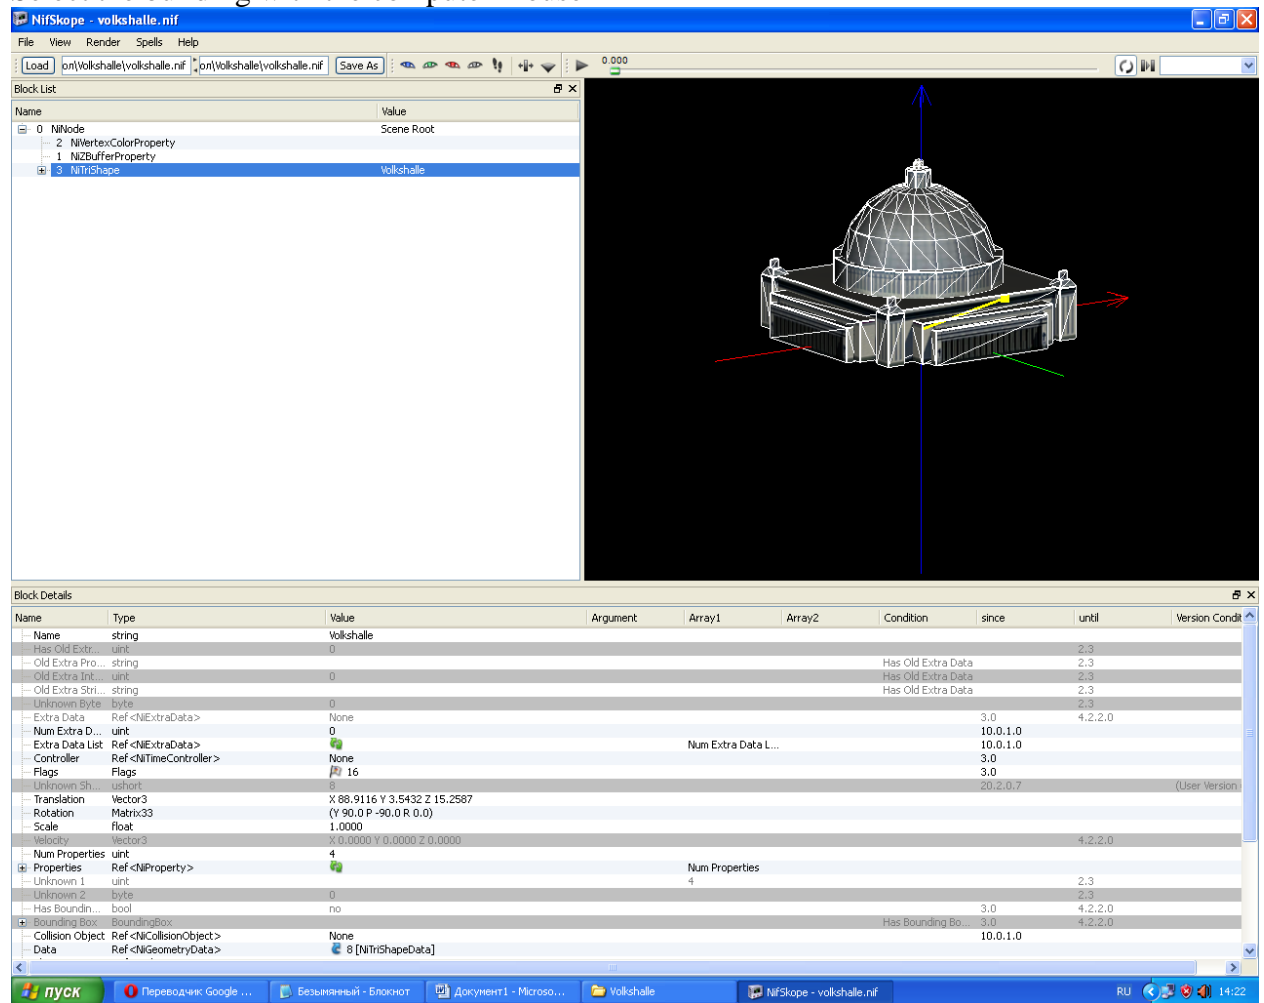 Select the building with the computer mouse
NifSkope - volkshalle.nif
File View Render Spells Help
Load on\Volkshalle\volkshalle.nif on\Volkshalle\volkshalle.nif Save As 0.000
Block List
Name Value
0 NiNode Scene Root
2 NiVertexColorProperty
1 NiZBufferProperty
3 NiTriShape Volkshalle
Block Details
Name Type Value Argument Array1 Array2 Condition since until Version Condit
Name string Volkshalle
Has Old Extr... uint 0 2.3
Old Extra Pro... string Has Old Extra Data 2.3
Old Extra Int... uint 0 Has Old Extra Data 2.3
Old Extra Stri... string Has Old Extra Data 2.3
Unknown Byte byte 0 2.3
Extra Data Ref<NiExtraData> None 3.0 4.2.2.0
Num Extra D... uint 0 10.0.1.0
Extra Data List Ref<NiExtraData> Num Extra Data L... 10.0.1.0
Controller Ref<NiTimeController> None 3.0
Flags Flags 16 3.0
Unknown Sh... ushort 8 20.2.0.7 (User Version
Translation Vector3 X 88.9116 Y 3.5432 Z 15.2587
Rotation Matrix33 (Y 90.0 P -90.0 R 0.0)
Scale float 1.0000
Velocity Vector3 X 0.0000 Y 0.0000 Z 0.0000 4.2.2.0
Num Properties uint 4
Properties Ref<NiProperty> Num Properties
Unknown 1 uint 4 2.3
Unknown 2 byte 0 2.3
Has Boundin... bool no 3.0 4.2.2.0
Bounding Box BoundingBox Has Bounding Bo... 3.0 4.2.2.0
Collision Object Ref<NiCollisionObject> None 10.0.1.0
Data Ref<NiGeometryData> 8 [NiTriShapeData]
пуск Переводчик Google ... Безымянный - Блокнот Документ1 - Microso... Volkshalle NifSkope - volkshalle.nif RU 14:22